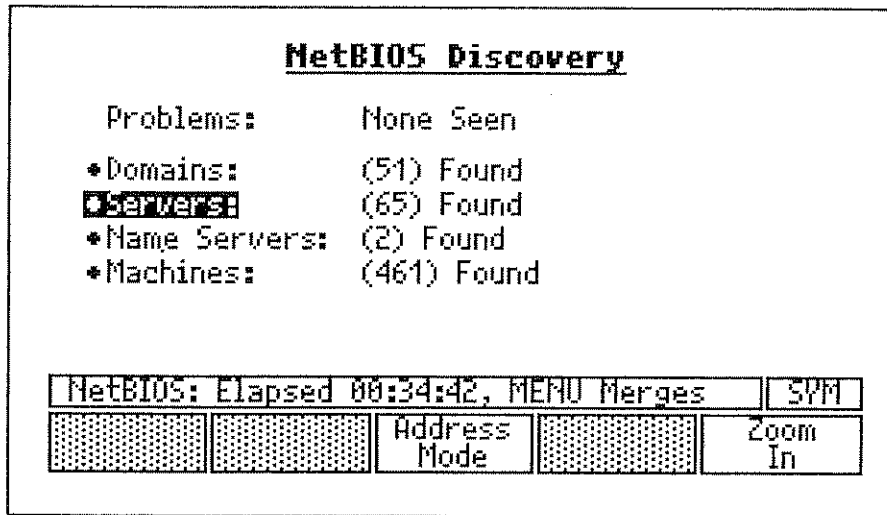 NetBIOS Discovery
Problems: None Seen
•Domains: (51) Found
•Servers: (65) Found
•Name Servers: (2) Found
•Machines: (461) Found
NetBIOS: Elapsed 00:34:42, MENU Merges SYM
Address Mode
Zoom In